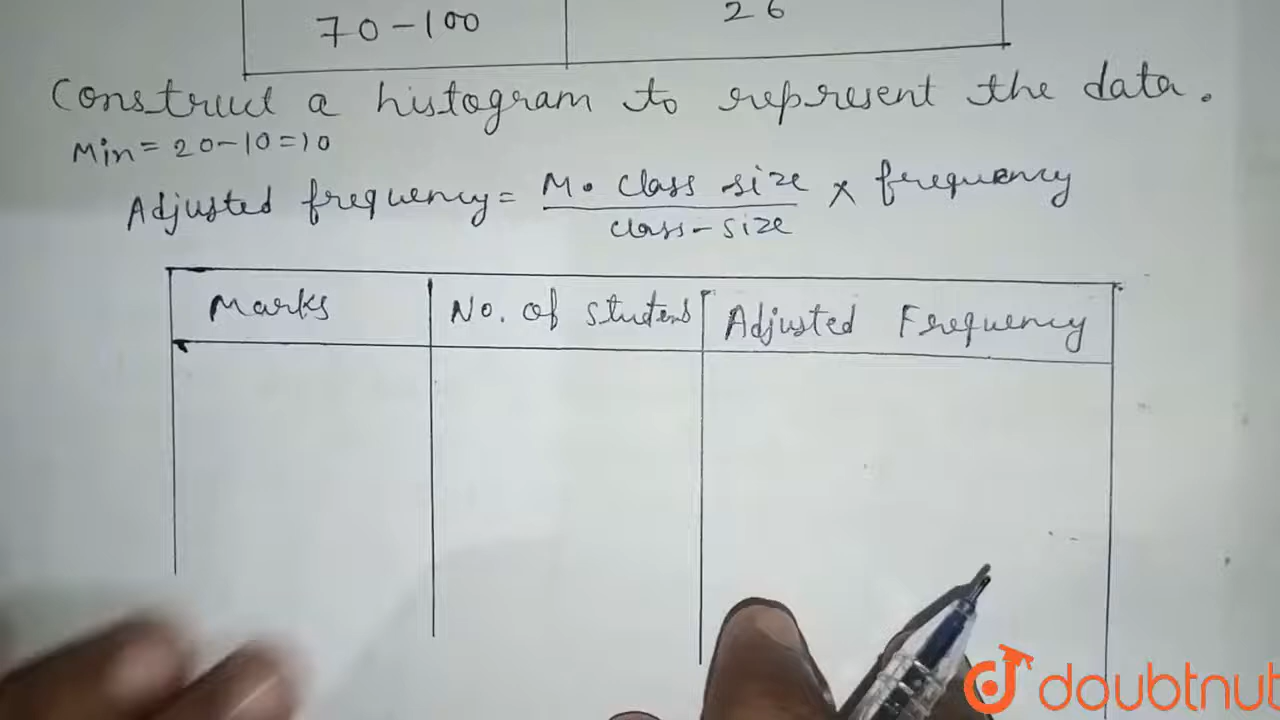 70-100 26
Construct a histogram to represent the data.
Min = 20-10=10
Adjusted frequency = M. class size / class-size × frequency
Marks No. of students Adjusted Frequency
doubtnut